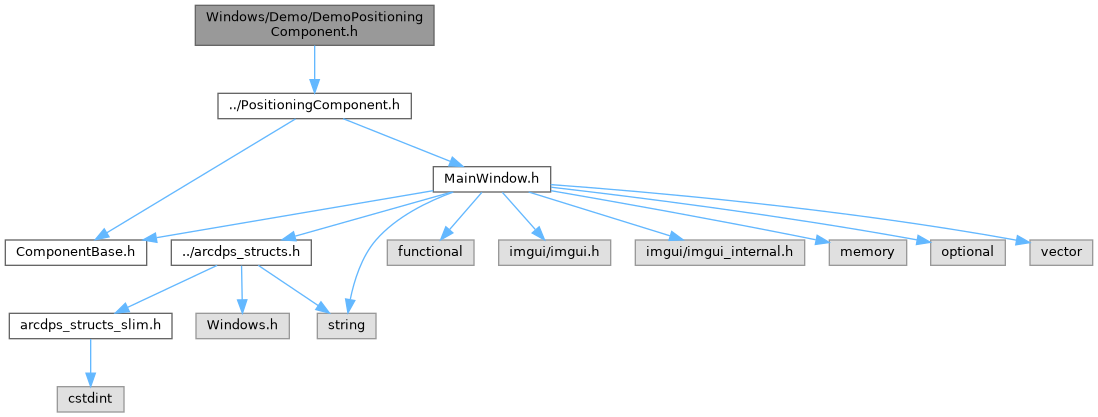 Windows/Demo/DemoPositioning
Component.h
../PositioningComponent.h
MainWindow.h
ComponentBase.h
../arcdps_structs.h
functional
imgui/imgui.h
imgui/imgui_internal.h
memory
optional
vector
arcdps_structs_slim.h
Windows.h
string
cstdint